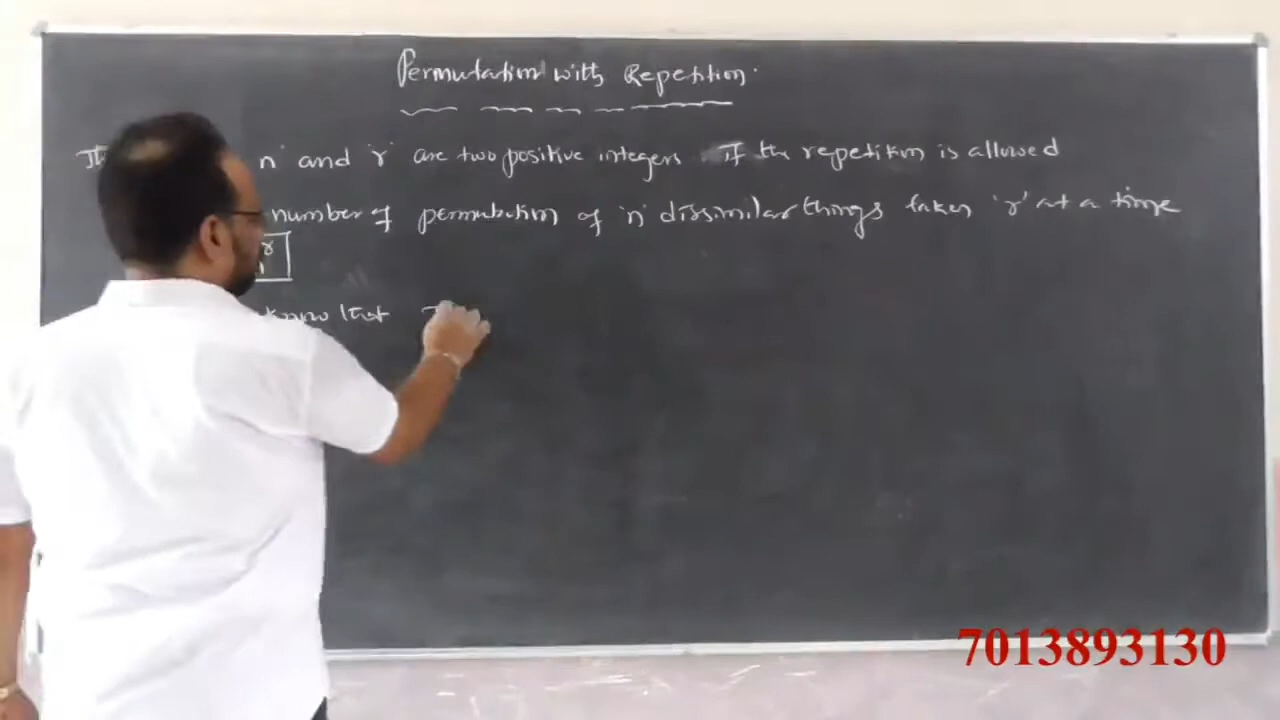 Permutation with Repetition.
n' and 'r' are two positive integers. If the repetition is allowed
number of permutation of 'n' dissimilar things taken 'r' at a time
know that
7013893130